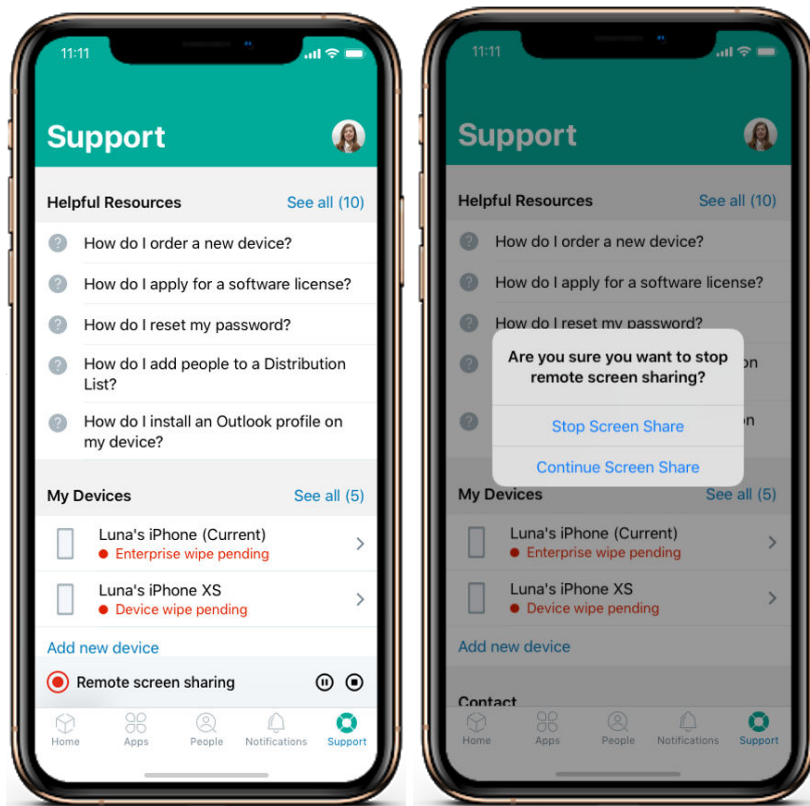 11:11
Support
Helpful Resources
See all (10)
How do I order a new device?
How do I apply for a software license?
How do I reset my password?
How do I add people to a Distribution
List?
How do I install an Outlook profile on
my device?
My Devices
See all (5)
Luna's iPhone (Current)
Enterprise wipe pending
Luna's iPhone XS
Device wipe pending
Add new device
Remote screen sharing
Home
Apps
People
Notifications
Support
11:11
Support
Helpful Resources
See all (10)
How do I order a new device?
How do I apply for a software license?
How do I reset my password?
Are you sure you want to stop
remote screen sharing?
Stop Screen Share
Continue Screen Share
My Devices
See all (5)
Luna's iPhone (Current)
Enterprise wipe pending
Luna's iPhone XS
Device wipe pending
Add new device
Contact
Home
Apps
People
Notifications
Support